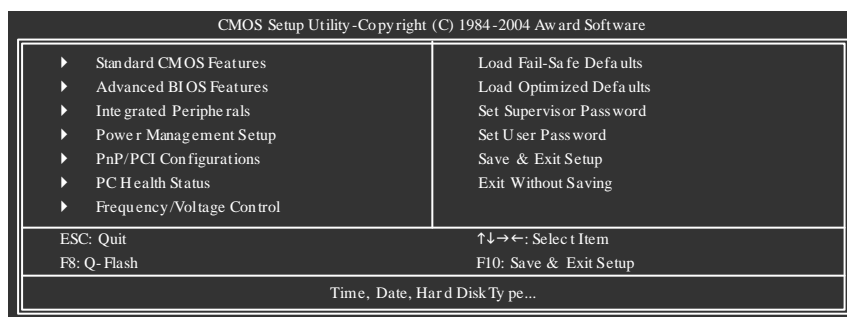 CMOS Setup Utility-Copyright (C) 1984-2004 Award Software
▶ Standard CMOS Features
▶ Advanced BIOS Features
▶ Integrated Peripherals
▶ Power Management Setup
▶ PnP/PCI Configurations
▶ PC Health Status
▶ Frequency/Voltage Control
Load Fail-Safe Defaults
Load Optimized Defaults
Set Supervisor Password
Set User Password
Save & Exit Setup
Exit Without Saving
ESC: Quit
↑↓→←: Select Item
F8: Q-Flash
F10: Save & Exit Setup
Time, Date, Hard Disk Type...